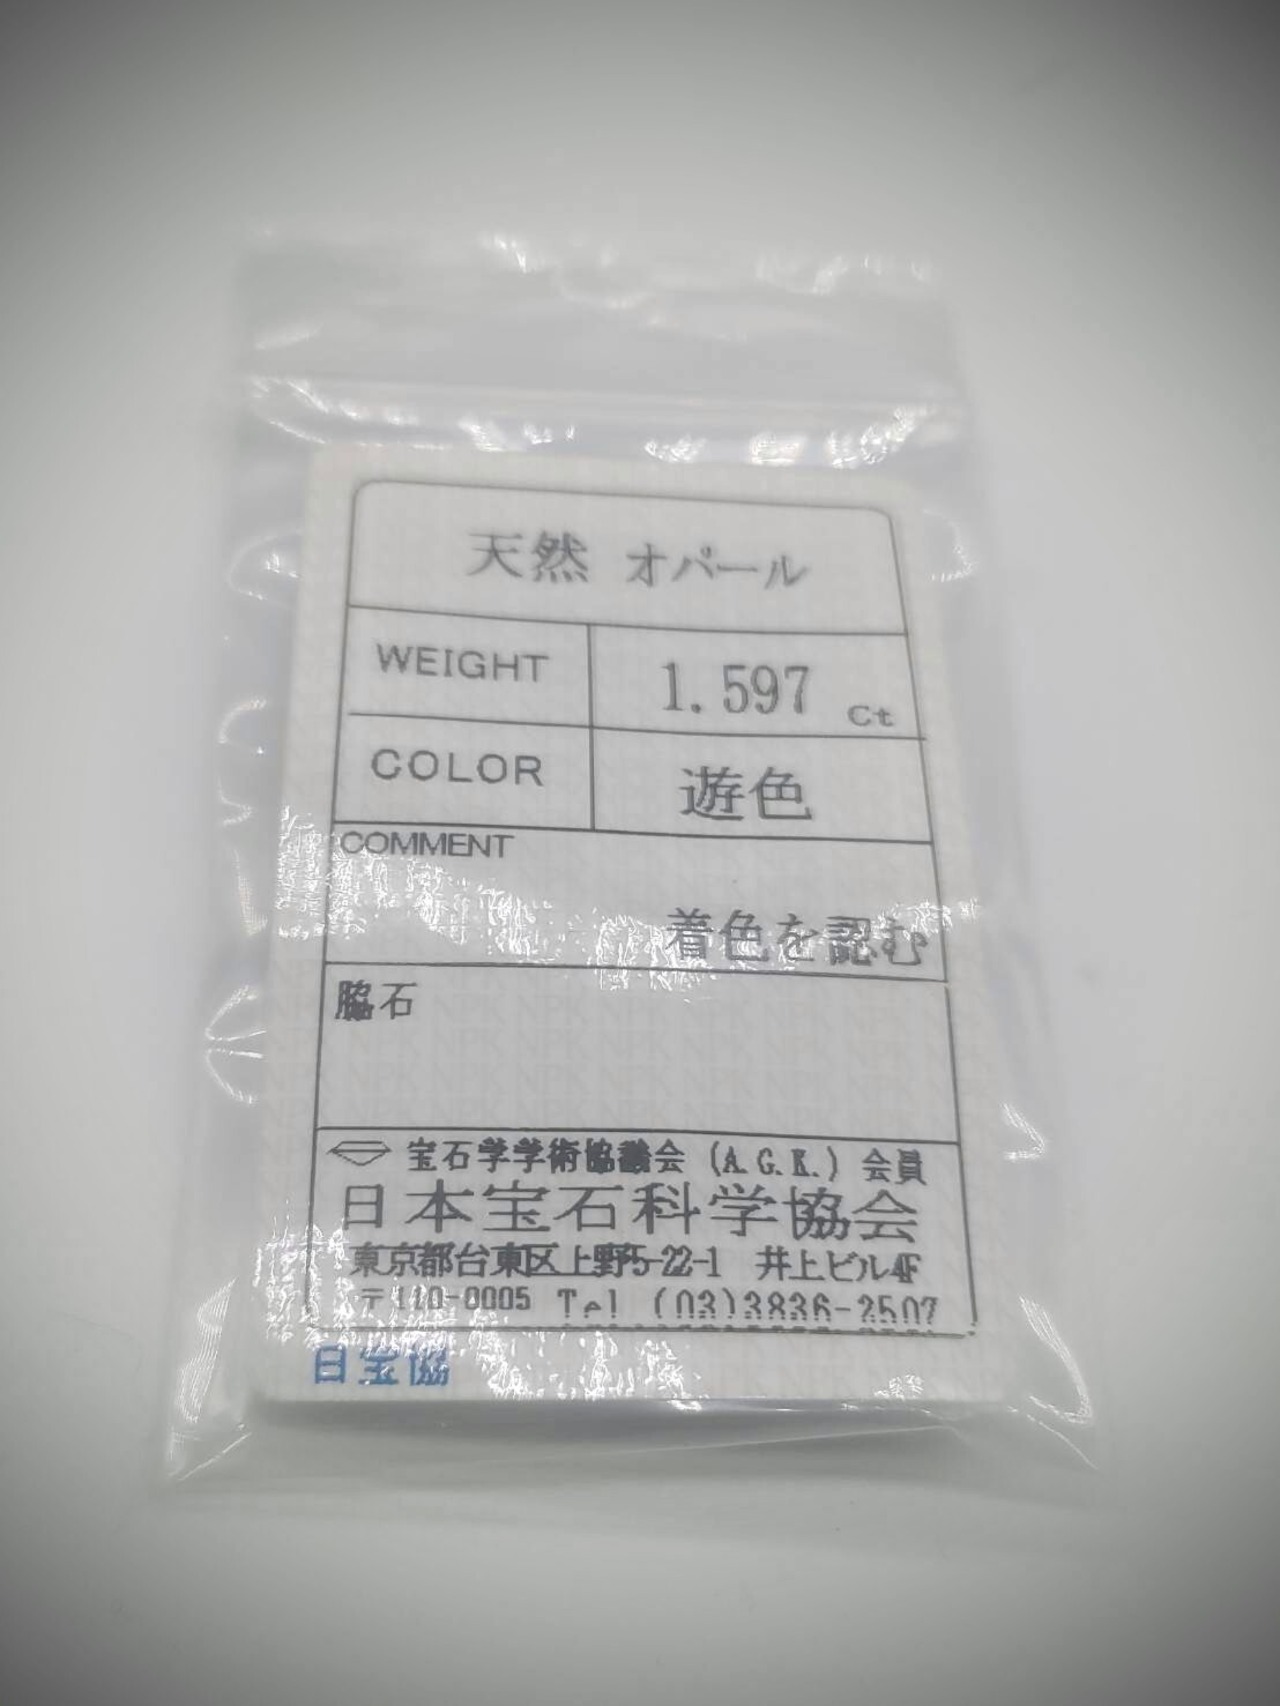 天然 オパール
WEIGHT 1.597 Ct
COLOR 遊色
COMMENT
着色を認む
脇石
宝石学学術協議会 (A.G.K.) 会員
日本宝石科学協会
東京都台東区上野5-22-1 井上ビル4F
〒110-0005 Tel (03)3836-2507
日宝協